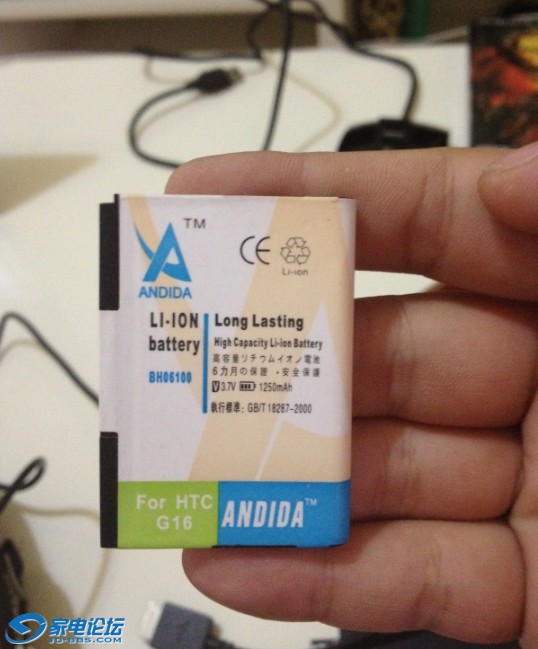 TM
ANDIDA
CE
Li-ion
LI-ION
battery
BH06100
Long Lasting
High Capacity Li-ion Battery
高容量リチウムイオン電池
6カ月の保證・安全保護
V 3.7V 1250mAh
執行標準: GB/T 18287-2000
For HTC
G16
ANDIDA™
家电论坛
JD-BBS.COM